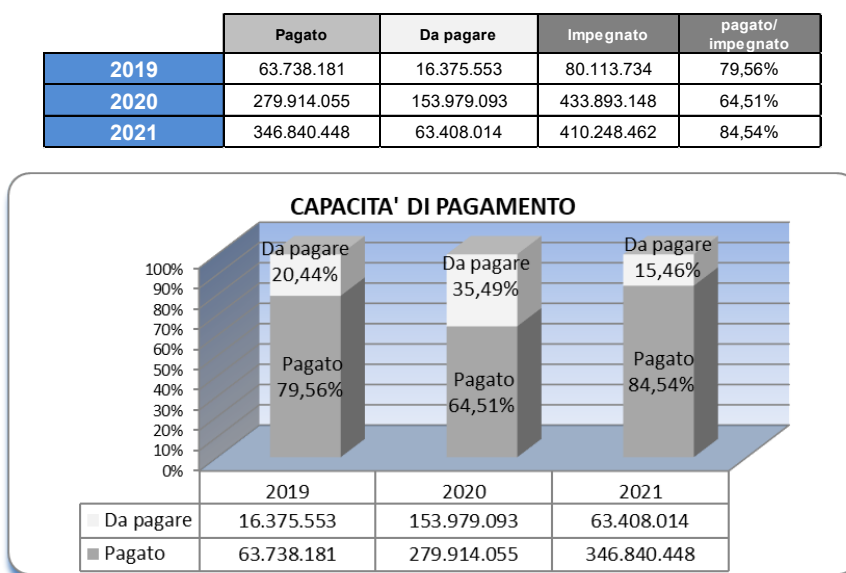 Pagato Da pagare Impegnato pagato/
impegnato
2019 63.738.181 16.375.553 80.113.734 79,56%
2020 279.914.055 153.979.093 433.893.148 64,51%
2021 346.840.448 63.408.014 410.248.462 84,54%
CAPACITA' DI PAGAMENTO
Da pagare
20,44%
Da pagare
35,49%
Da pagare
15,46%
Pagato
79,56%
Pagato
64,51%
Pagato
84,54%
100%
90%
80%
70%
60%
50%
40%
30%
20%
10%
0%
2019 2020 2021
Da pagare 16.375.553 153.979.093 63.408.014
Pagato 63.738.181 279.914.055 346.840.448